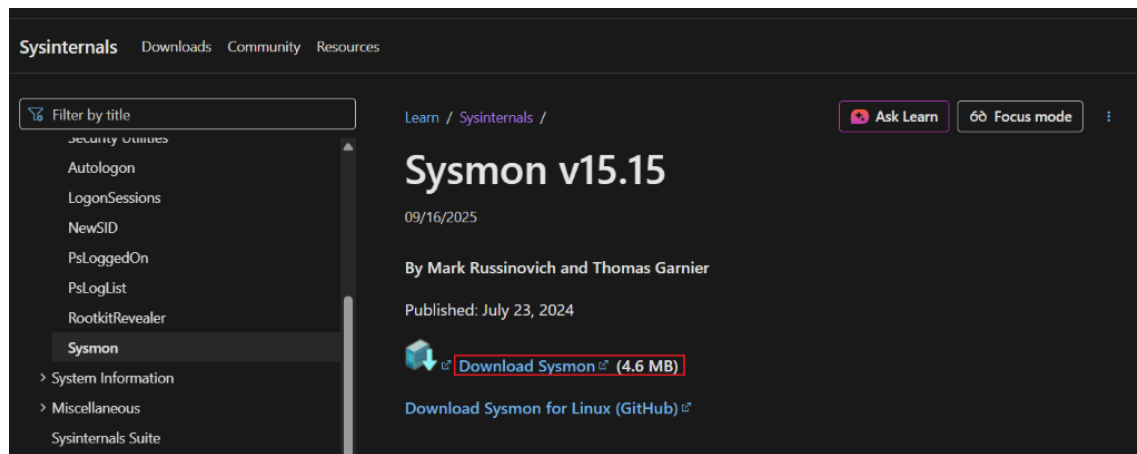 Sysinternals Downloads Community Resources
Filter by title
Security Utilities
Autologon
LogonSessions
NewSID
PsLoggedOn
PsLogList
RootkitRevealer
Sysmon
> System Information
> Miscellaneous
Sysinternals Suite
Learn / Sysinternals /
Ask Learn
Focus mode
Sysmon v15.15
09/16/2025
By Mark Russinovich and Thomas Garnier
Published: July 23, 2024
Download Sysmon (4.6 MB)
Download Sysmon for Linux (GitHub)